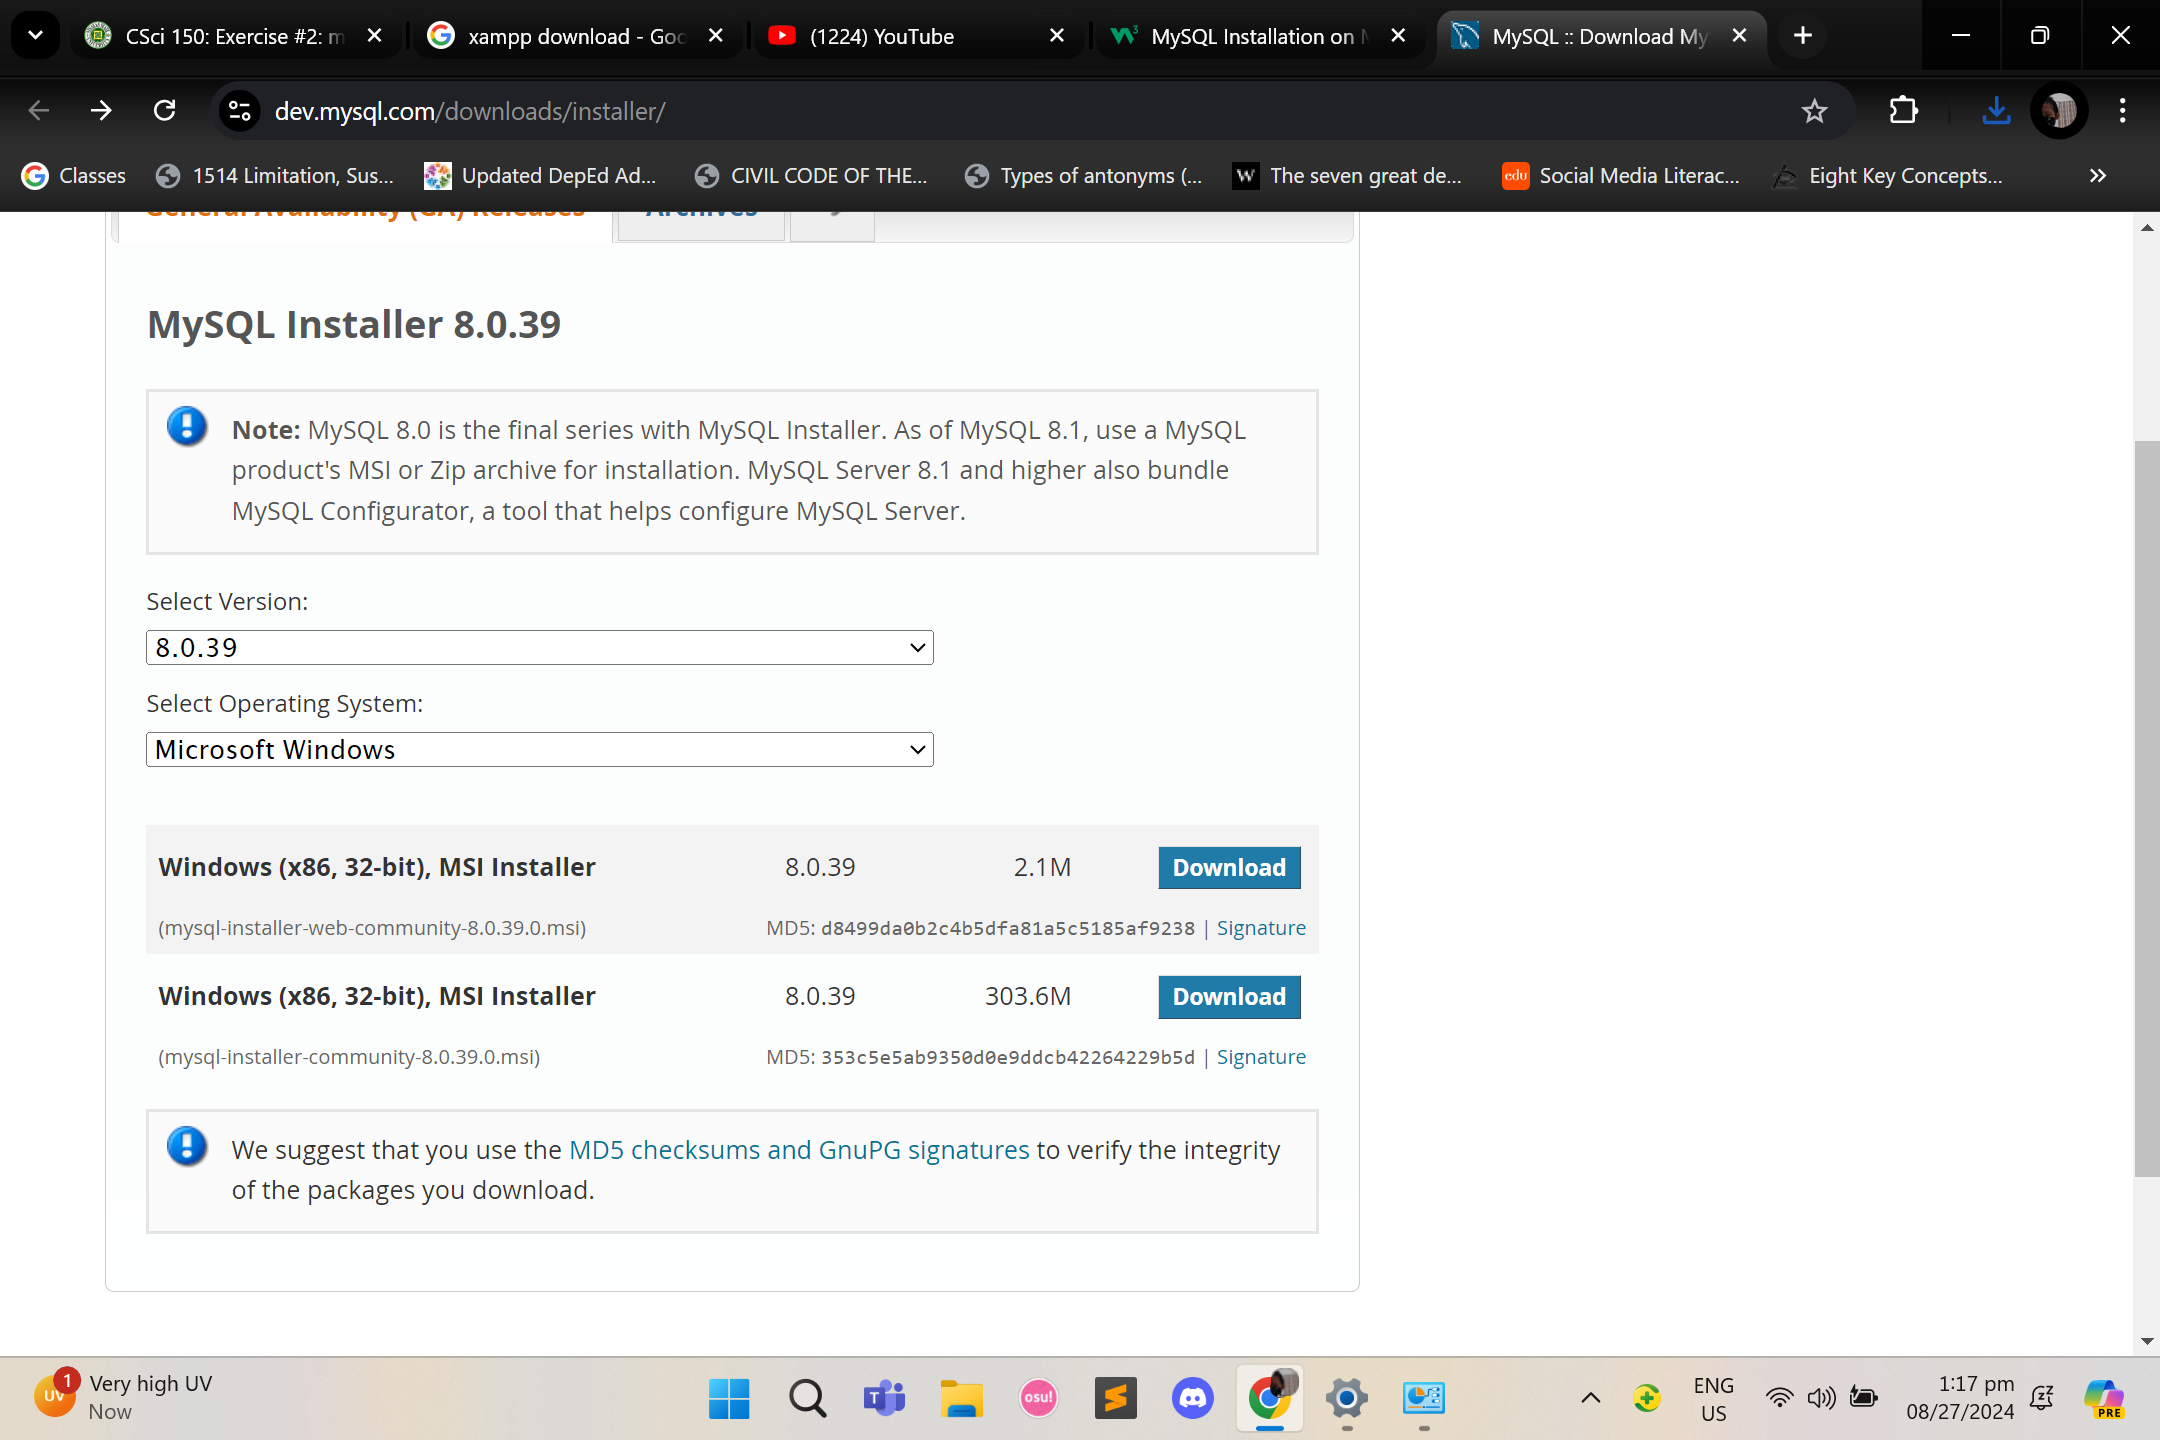 CSci 150: Exercise #2: m
xampp download - Goo
(1224) YouTube
MySQL Installation on
MySQL :: Download My
dev.mysql.com/downloads/installer/
Classes
1514 Limitation, Sus...
Updated DepEd Ad...
CIVIL CODE OF THE...
Types of antonyms (...
W
The seven great de...
edu
Social Media Literac...
Eight Key Concepts...
General Availability (GA) Releases
Archives
MySQL Installer 8.0.39
Note: MySQL 8.0 is the final series with MySQL Installer. As of MySQL 8.1, use a MySQL
product's MSI or Zip archive for installation. MySQL Server 8.1 and higher also bundle
MySQL Configurator, a tool that helps configure MySQL Server.
Select Version:
8.0.39
Select Operating System:
Microsoft Windows
Windows (x86, 32-bit), MSI Installer 8.0.39 2.1M Download
(mysql-installer-web-community-8.0.39.0.msi) MD5: d8499da0b2c4b5dfa81a5c5185af9238 | Signature
Windows (x86, 32-bit), MSI Installer 8.0.39 303.6M Download
(mysql-installer-community-8.0.39.0.msi) MD5: 353c5e5ab9350d0e9ddcb42264229b5d | Signature
We suggest that you use the MD5 checksums and GnuPG signatures to verify the integrity
of the packages you download.
UV
1
Very high UV
Now
osu!
ENG
US
1:17 pm
08/27/2024
PRE